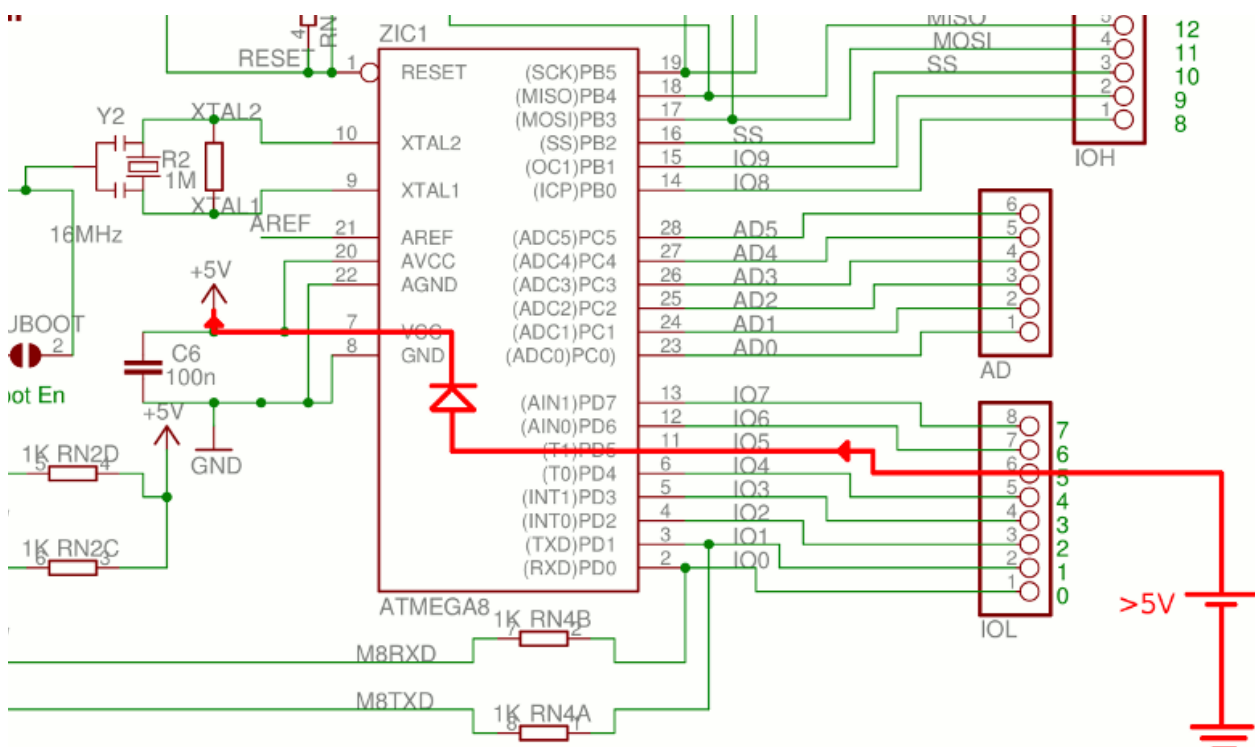 ZIC1
RESET
1
RESET
4
RN
XTAL2
10
XTAL2
Y2
R2
1M
9
XTAL1
XTAL1
16MHz
AREF
21
AREF
20
AVCC
22
AGND
+5V
7
VCC
8
GND
JBOOT
2
C6
100n
oot En
+5V
GND
1K RN2D
5
4
1K RN2C
6
3
ATMEGA8
(SCK)PB5
19
(MISO)PB4
18
(MOSI)PB3
17
(SS)PB2
16
SS
(OC1)PB1
15
IO9
(ICP)PB0
14
IO8
(ADC5)PC5
28
AD5
(ADC4)PC4
27
AD4
(ADC3)PC3
26
AD3
(ADC2)PC2
25
AD2
(ADC1)PC1
24
AD1
(ADC0)PC0)
23
AD0
(AIN1)PD7
13
IO7
(AIN0)PD6
12
IO6
(T1)PD5
11
IO5
(T0)PD4
6
IO4
(INT1)PD3
5
IO3
(INT0)PD2
4
IO2
(TXD)PD1
3
IO1
(RXD)PD0
2
IO0
MISO
MOSI
SS
5
12
4
11
3
10
2
9
1
8
IOH
6
5
4
3
2
1
AD
8
7
7
6
6
5
5
4
4
3
3
2
2
1
1
0
IOL
>5V
M8RXD
1K RN4B
7
2
M8TXD
1K RN4A
8
1